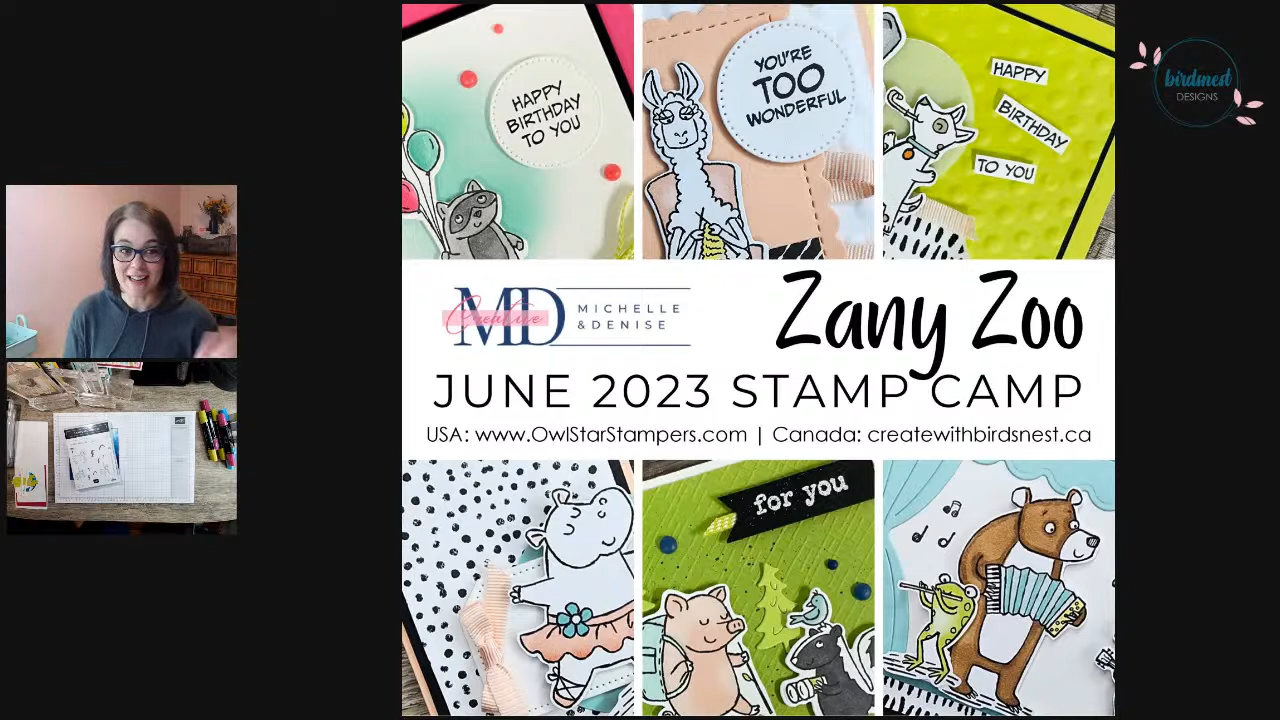 HAPPY
BIRTHDAY
TO YOU
YOU'RE
TOO
WONDERFUL
HAPPY
BIRTHDAY
TO YOU
birdnest
DESIGNS
MD
Creative
MICHELLE
& DENISE
Zany Zoo
JUNE 2023 STAMP CAMP
USA: www.OwlStarStampers.com | Canada: createwithbirdsnest.ca
for you